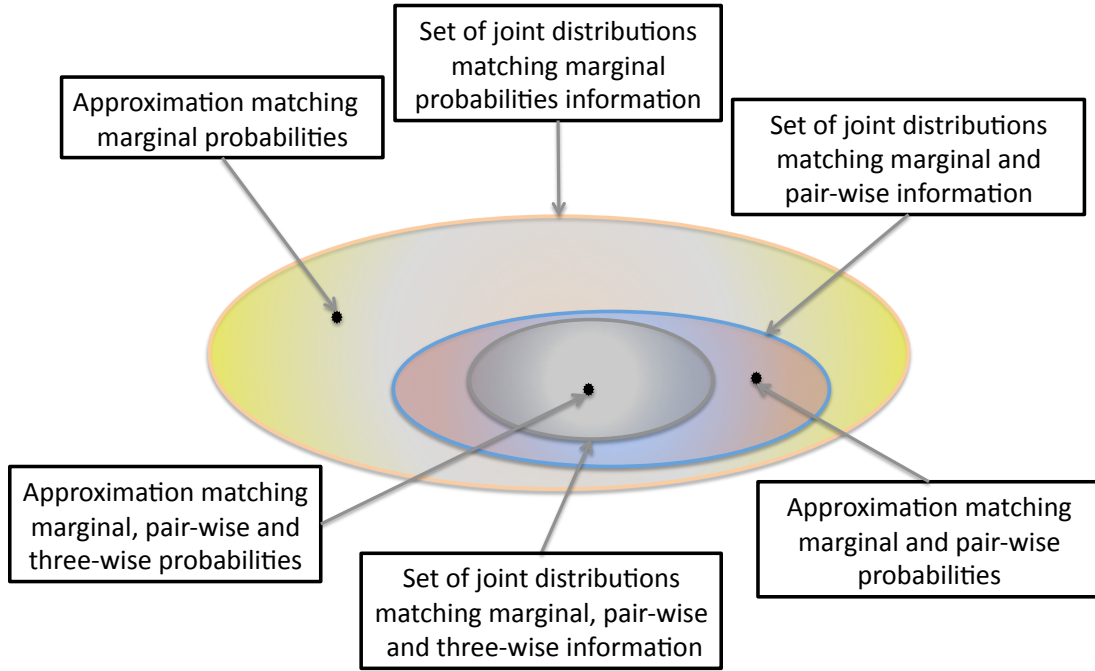 Set of joint distributions
matching marginal
probabilities information
Approximation matching
marginal probabilities
Set of joint distributions
matching marginal and
pair-wise information
Approximation matching
marginal, pair-wise and
three-wise probabilities
Set of joint distributions
matching marginal, pair-wise
and three-wise information
Approximation matching
marginal and pair-wise
probabilities